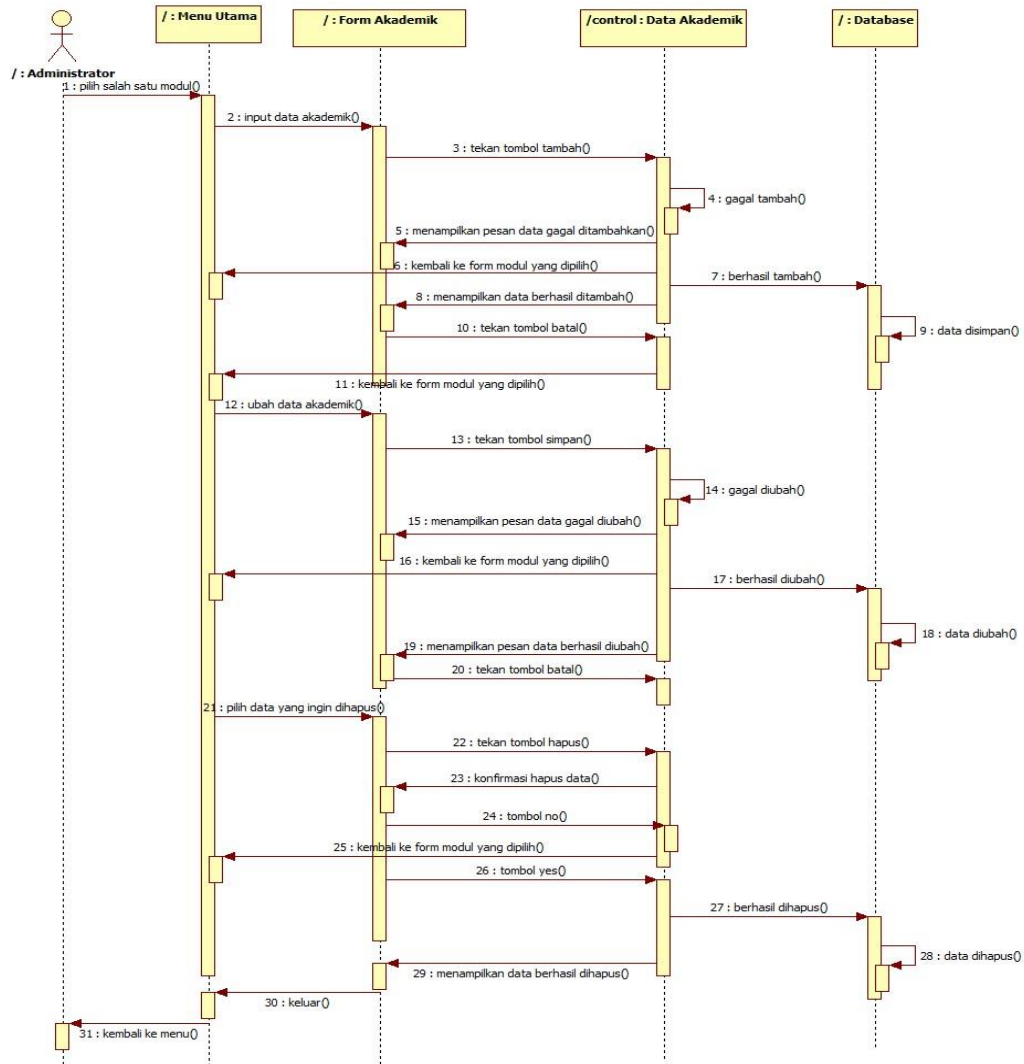 / : Menu Utama
/ : Form Akademik
/control : Data Akademik
/ : Database
/ : Administrator
1 : pilih salah satu modul()
2 : input data akademik()
3 : tekan tombol tambah()
4 : gagal tambah()
5 : menampilkan pesan data gagal ditambahkan()
6 : kembali ke form modul yang dipilih()
7 : berhasil tambah()
8 : menampilkan data berhasil ditambah()
9 : data disimpan()
10 : tekan tombol batal()
11 : kembali ke form modul yang dipilih()
12 : ubah data akademik()
13 : tekan tombol simpan()
14 : gagal diubah()
15 : menampilkan pesan data gagal diubah()
16 : kembali ke form modul yang dipilih()
17 : berhasil diubah()
18 : data diubah()
19 : menampilkan pesan data berhasil diubah()
20 : tekan tombol batal()
21 : pilih data yang ingin dihapus()
22 : tekan tombol hapus()
23 : konfirmasi hapus data()
24 : tombol no()
25 : kembali ke form modul yang dipilih()
26 : tombol yes()
27 : berhasil dihapus()
28 : data dihapus()
29 : menampilkan data berhasil dihapus()
30 : keluar()
31 : kembali ke menu()